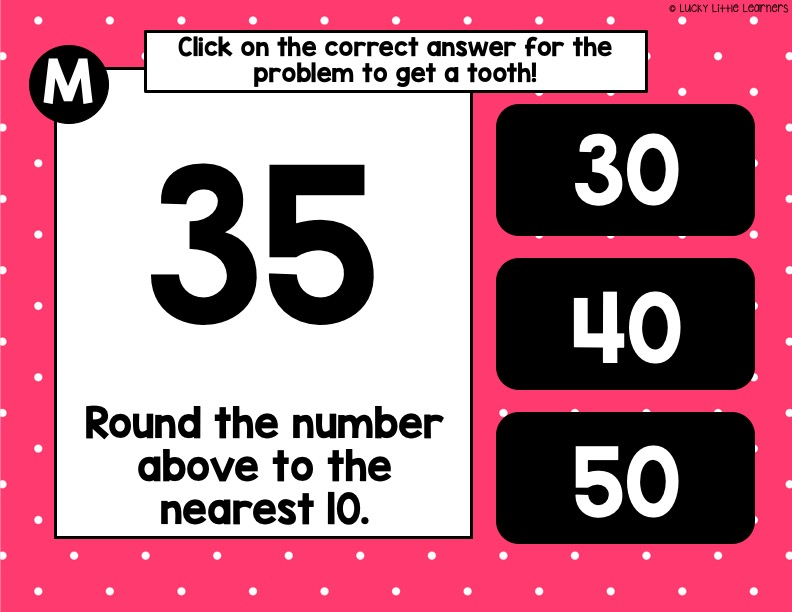 © Lucky Little Learners
Click on the correct answer for the
problem to get a tooth!
M
35
Round the number
above to the
nearest 10.
30
40
50